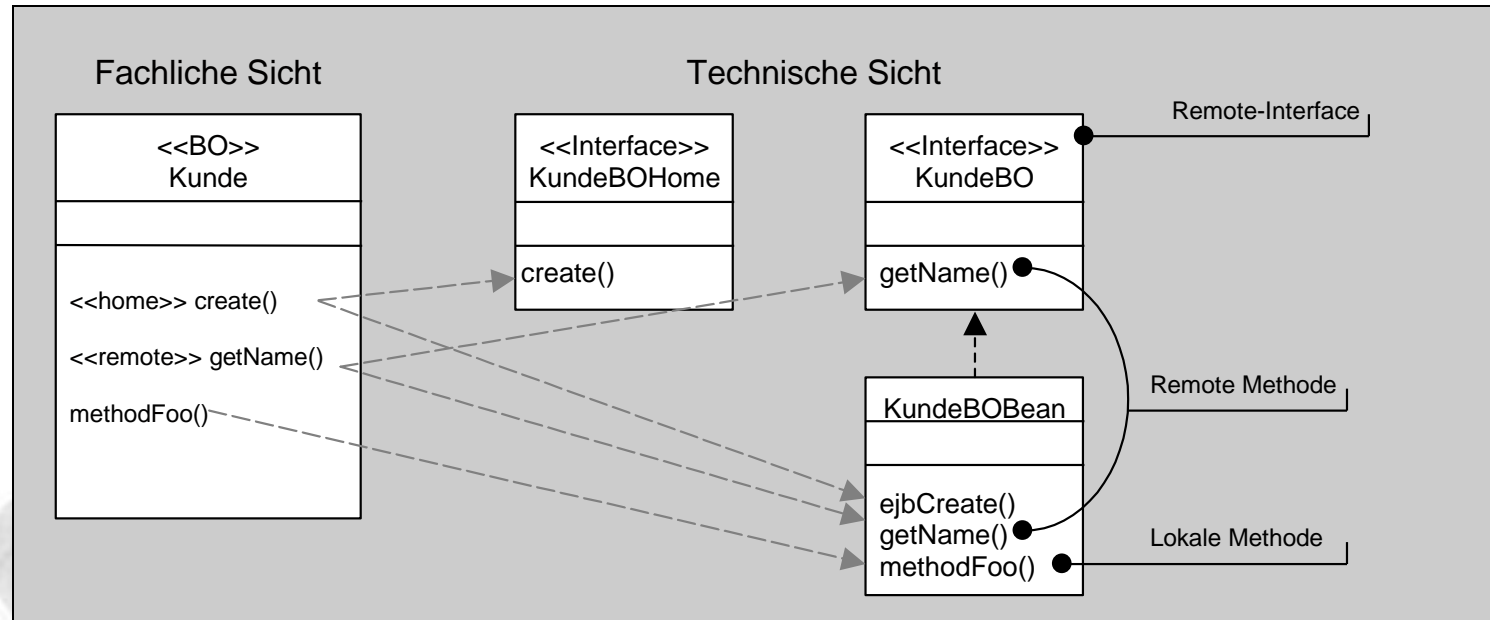 Fachliche Sicht
Technische Sicht
<<BO>>
Kunde
<<home>> create()
<<remote>> getName()
methodFoo()
<<Interface>>
KundeBOHome
create()
<<Interface>>
KundeBO
getName()
KundeBOBean
ejbCreate()
getName()
methodFoo()
Remote-Interface
Remote Methode
Lokale Methode